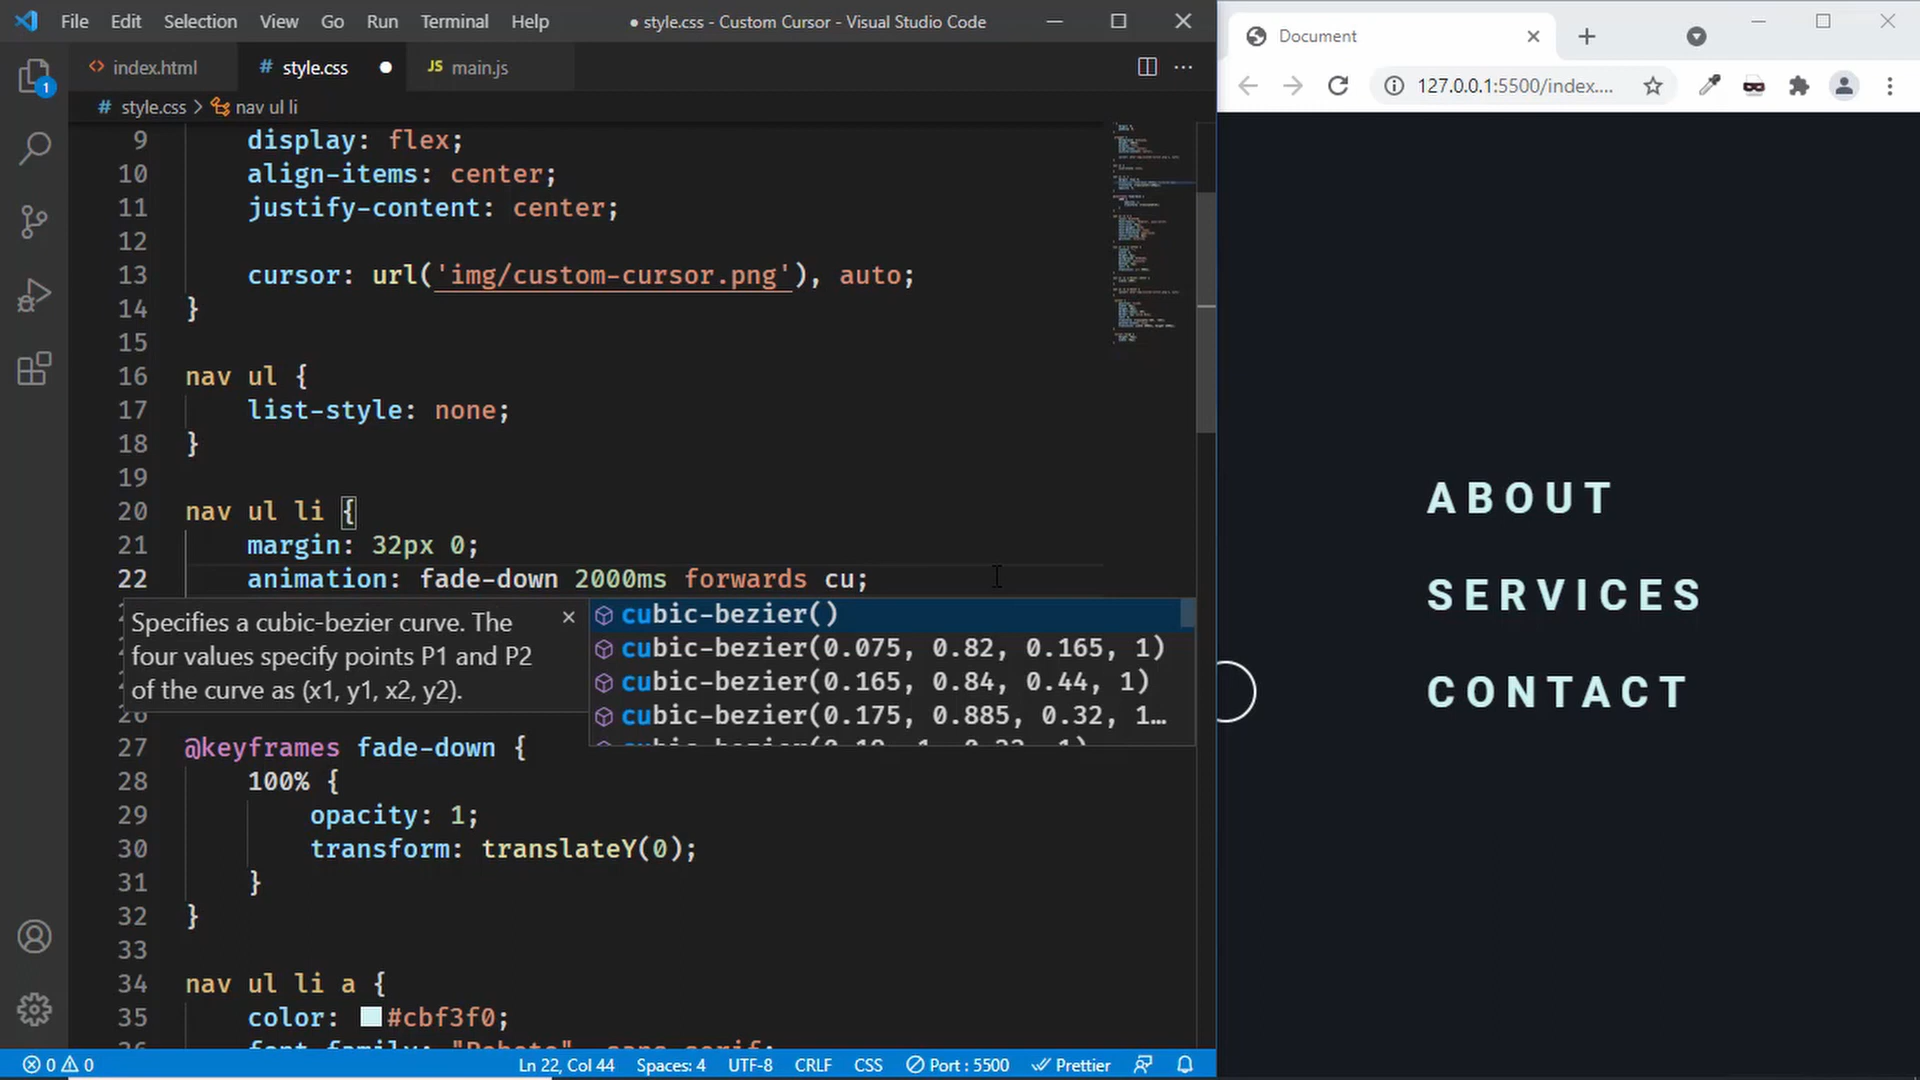 File Edit Selection View Go Run Terminal Help ● style.css - Custom Cursor - Visual Studio Code
<> index.html # style.css ● JS main.js ...
# style.css > nav ul li
9 display: flex;
10 align-items: center;
11 justify-content: center;
12
13 cursor: url('img/custom-cursor.png'), auto;
14 }
15
16 nav ul {
17 list-style: none;
18 }
19
20 nav ul li {
21 margin: 32px 0;
22 animation: fade-down 2000ms forwards cu;
Specifies a cubic-bezier curve. The
four values specify points P1 and P2
of the curve as (x1, y1, x2, y2).
cubic-bezier()
cubic-bezier(0.075, 0.82, 0.165, 1)
cubic-bezier(0.165, 0.84, 0.44, 1)
cubic-bezier(0.175, 0.885, 0.32, 1...
26
27 @keyframes fade-down {
28 100% {
29 opacity: 1;
30 transform: translateY(0);
31 }
32 }
33
34 nav ul li a {
35 color: #cbf3f0;
1
0 0 Ln 22, Col 44 Spaces: 4 UTF-8 CRLF CSS Port : 5500 Prettier
Document
127.0.0.1:5500/index....
ABOUT
SERVICES
CONTACT